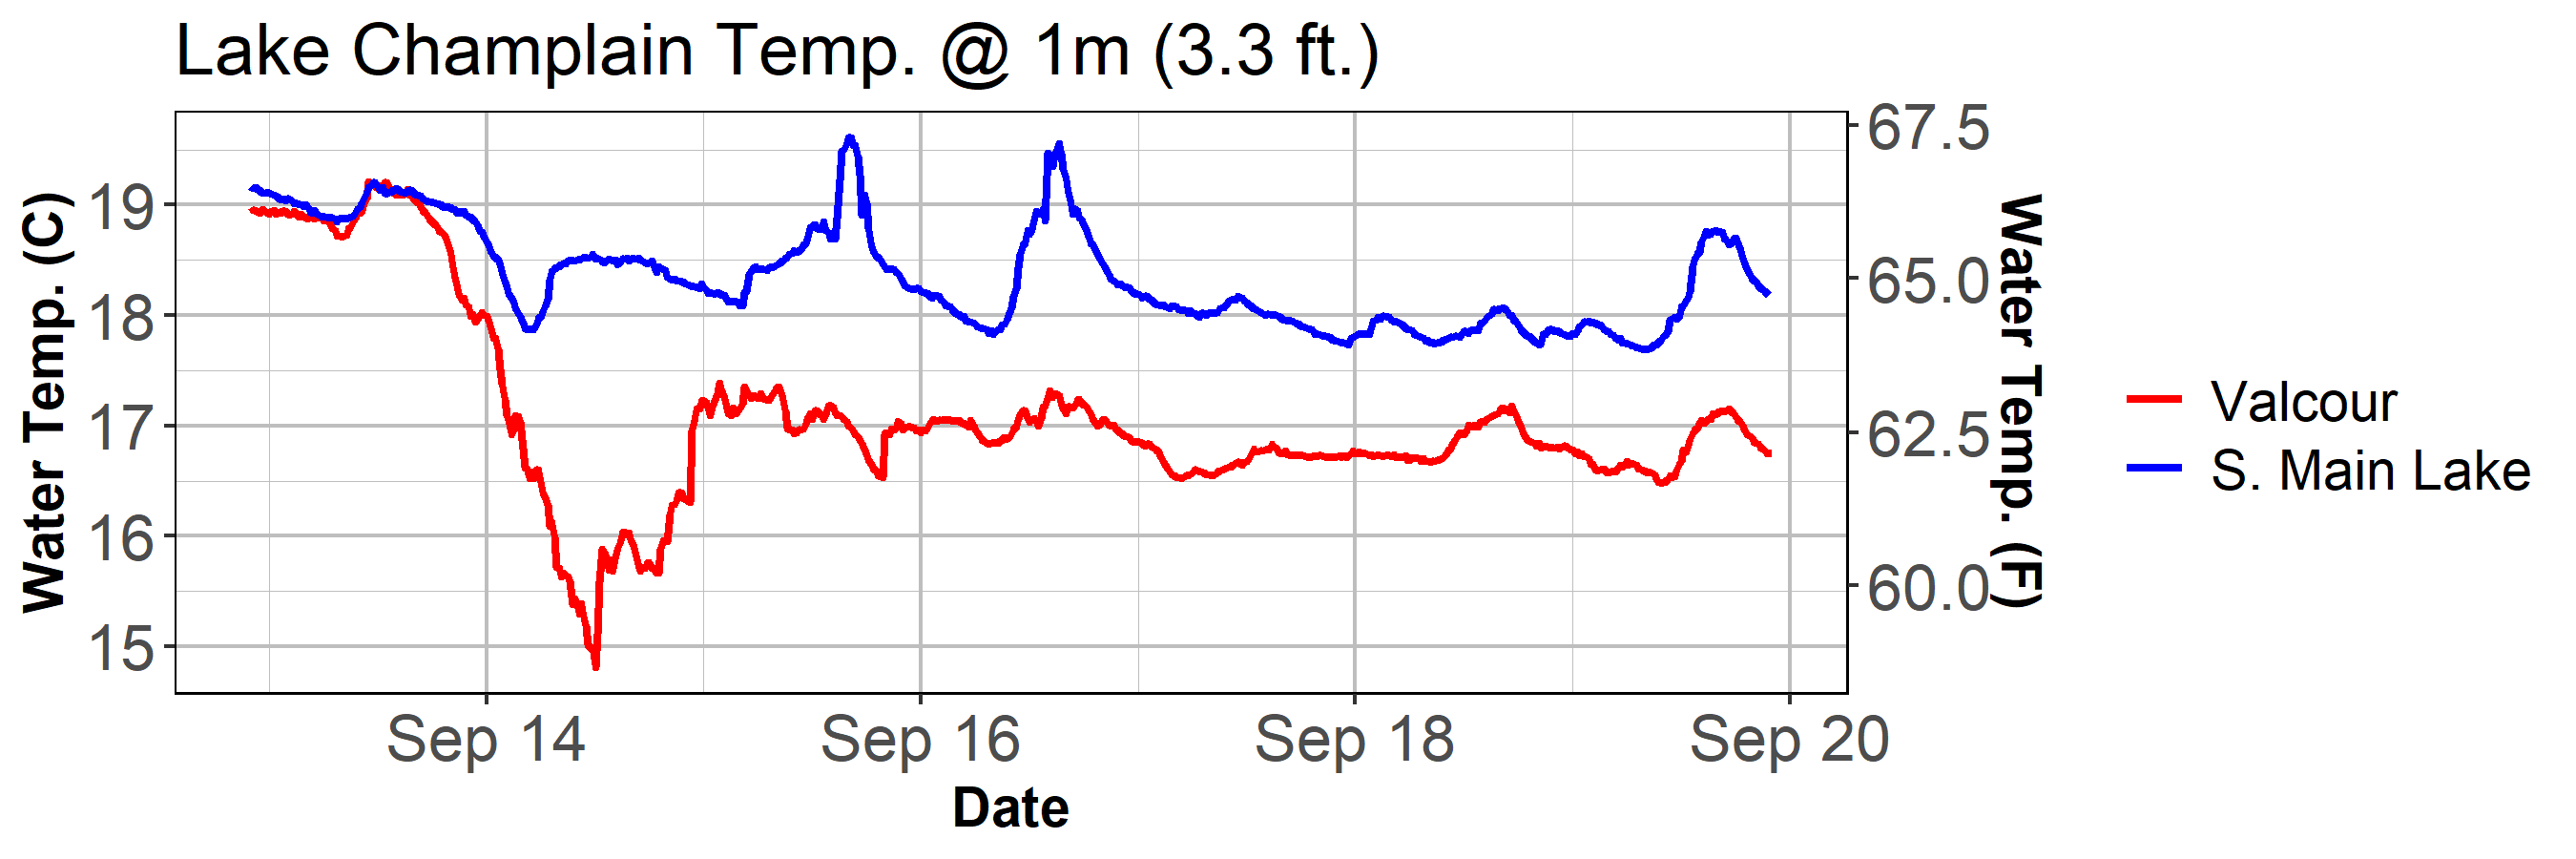 Lake Champlain Temp. @ 1m (3.3 ft.)
Water Temp. (C)
19
18
17
16
15
67.5
65.0
62.5
60.0
Water Temp. (F)
Sep 14
Sep 16
Sep 18
Sep 20
Date
Valcour
S. Main Lake